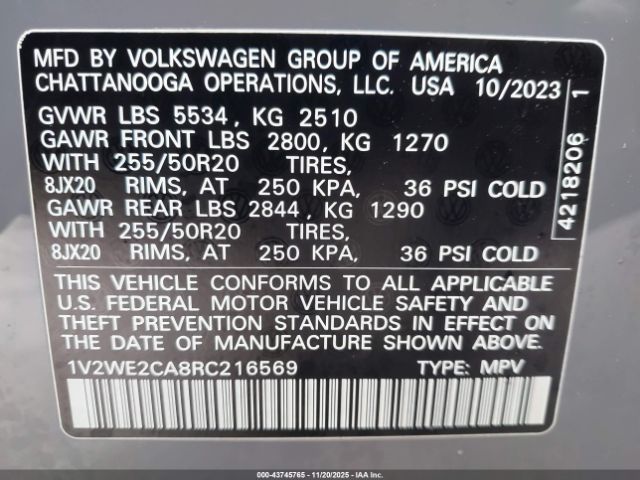 MFD BY VOLKSWAGEN GROUP OF AMERICA
CHATTANOOGA OPERATIONS, LLC. USA 10/2023
GVWR LBS 5534, KG 2510
GAWR FRONT LBS 2800, KG 1270
WITH 255/50R20 TIRES,
8JX20 RIMS, AT 250 KPA, 36 PSI COLD
GAWR REAR LBS 2844, KG 1290
WITH 255/50R20 TIRES,
8JX20 RIMS, AT 250 KPA, 36 PSI COLD
THIS VEHICLE CONFORMS TO ALL APPLICABLE
U.S. FEDERAL MOTOR VEHICLE SAFETY AND
THEFT PREVENTION STANDARDS IN EFFECT ON
THE DATE OF MANUFACTURE SHOWN ABOVE.
1V2WE2CA8RC216569 TYPE: MPV
4218206 1
000-43745765 - 11/20/2025 - IAA, Inc.